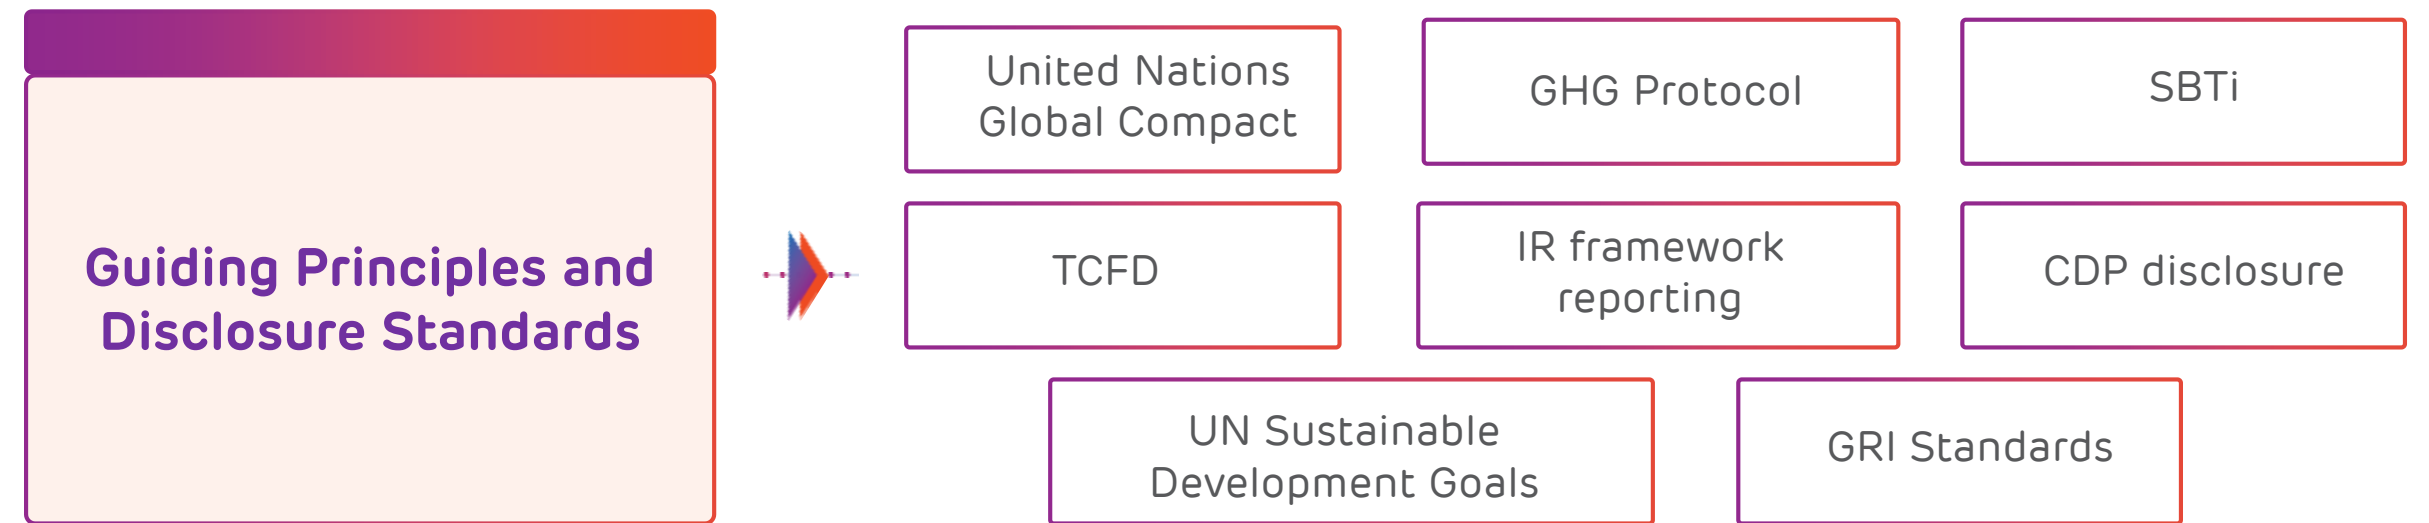 Guiding Principles and
Disclosure Standards
United Nations
Global Compact
GHG Protocol
SBTi
TCFD
IR framework
reporting
CDP disclosure
UN Sustainable
Development Goals
GRI Standards